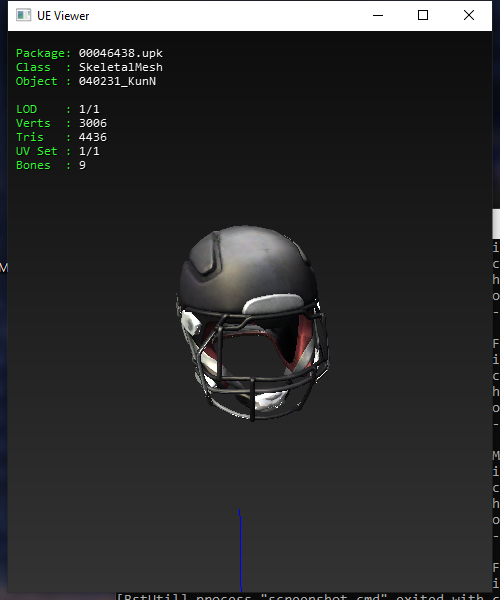 UE Viewer
Package: 00046438.upk
Class : SkeletalMesh
Object : 040231_KunN
LOD : 1/1
Verts : 3006
Tris : 4436
UV Set : 1/1
Bones : 9
[BstUtil] process "screenshot.cmd" exited with c